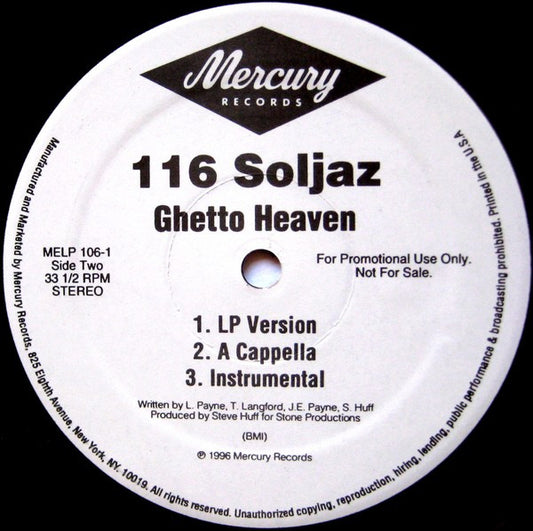 Mercury
RECORDS
116 Soljaz
Ghetto Heaven
MELP 106-1
Side Two
33 1/2 RPM
STEREO
For Promotional Use Only.
Not For Sale.
1. LP Version
2. A Cappella
3. Instrumental
Written by L. Payne, T. Langford, J.E. Payne, S. Huff
Produced by Steve Huff for Stone Productions
(BMI)
℗ 1996 Mercury Records
Manufactured and Marketed by Mercury Records, 825 Eighth Avenue, New York, NY. 10019. All rights reserved. Unauthorized copying, reproduction, hiring, lending, public performance & broadcasting prohibited. Printed in the U.S.A